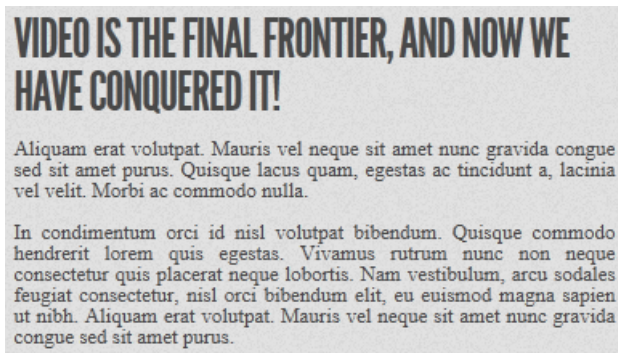 VIDEO IS THE FINAL FRONTIER, AND NOW WE
HAVE CONQUERED IT!
Aliquam erat volutpat. Mauris vel neque sit amet nunc gravida congue
sed sit amet purus. Quisque lacus quam, egestas ac tincidunt a, lacinia
vel velit. Morbi ac commodo nulla.
In condimentum orci id nisl volutpat bibendum. Quisque commodo
hendrerit lorem quis egestas. Vivamus rutrum nunc non neque
consectetur quis placerat neque lobortis. Nam vestibulum, arcu sodales
feugiat consectetur, nisl orci bibendum elit, eu euismod magna sapien
ut nibh. Aliquam erat volutpat. Mauris vel neque sit amet nunc gravida
congue sed sit amet purus.